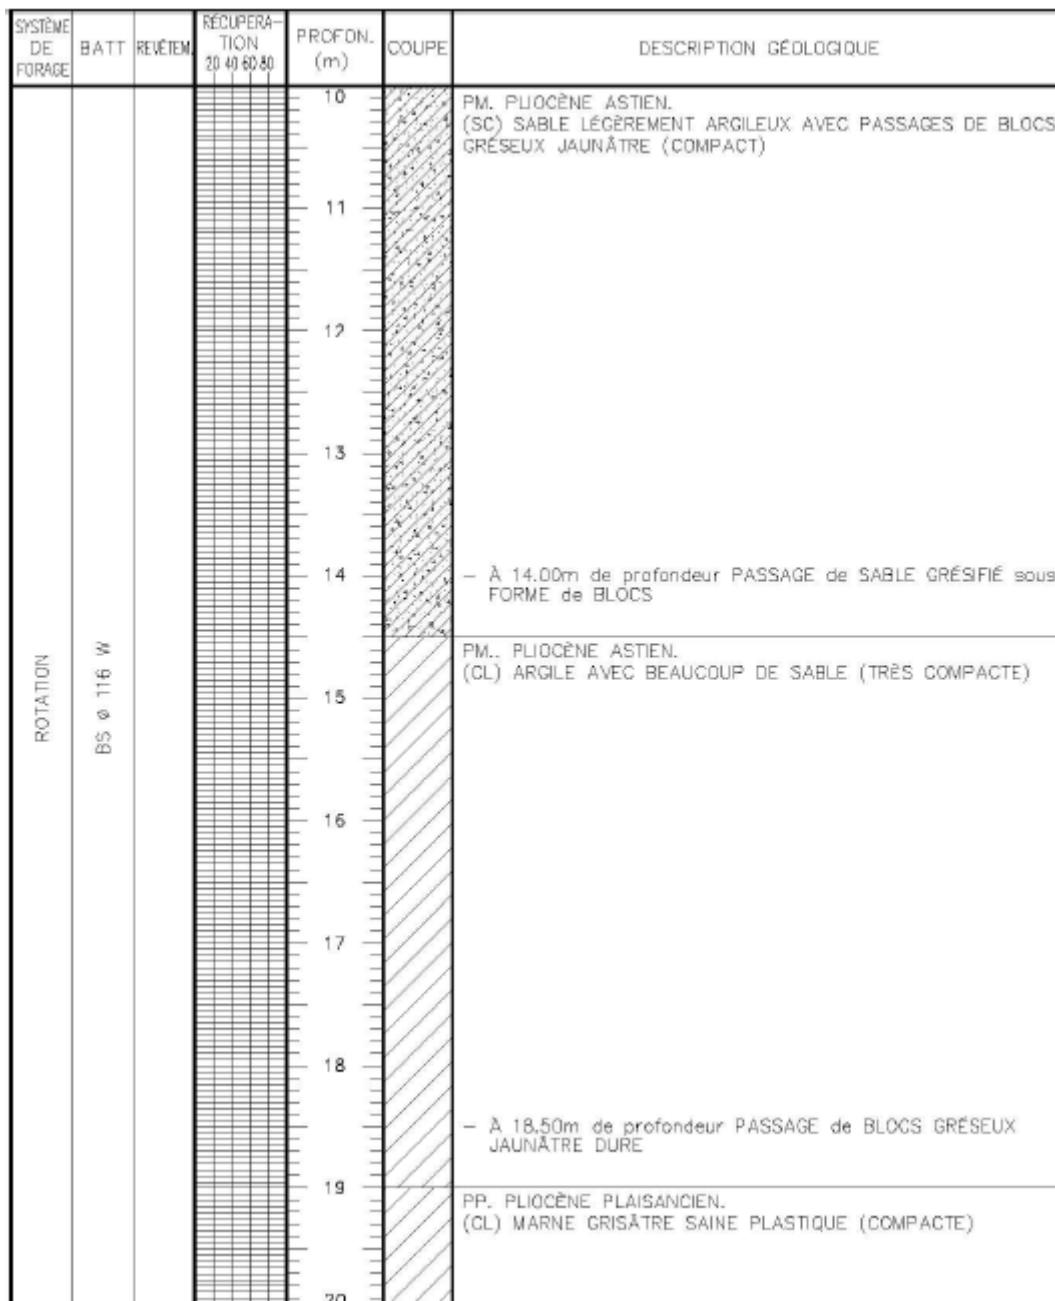 SYSTÈME
DE
FORAGE
BATT
REVÊTEM.
RÉCUPERA-
TION
20 40 60 80
PROFON.
(m)
COUPE
DESCRIPTION GÉOLOGIQUE
10
PM. PLIOCÈNE ASTIEN.
(SC) SABLE LÉGÈREMENT ARGILEUX AVEC PASSAGES DE BLOCS
GRÉSEUX JAUNÂTRE (COMPACT)
11
12
13
14
- À 14.00m de profondeur PASSAGE de SABLE GRÉSIFIÉ sous
FORME de BLOCS
PM.. PLIOCÈNE ASTIEN.
(CL) ARGILE AVEC BEAUCOUP DE SABLE (TRÈS COMPACTE)
ROTATION
BS ø 116 W
15
16
17
18
- À 18.50m de profondeur PASSAGE de BLOCS GRÉSEUX
JAUNÂTRE DURE
19
PP. PLIOCÈNE PLAISANCIEN.
(CL) MARNE GRISÂTRE SAINE PLASTIQUE (COMPACTE)
20